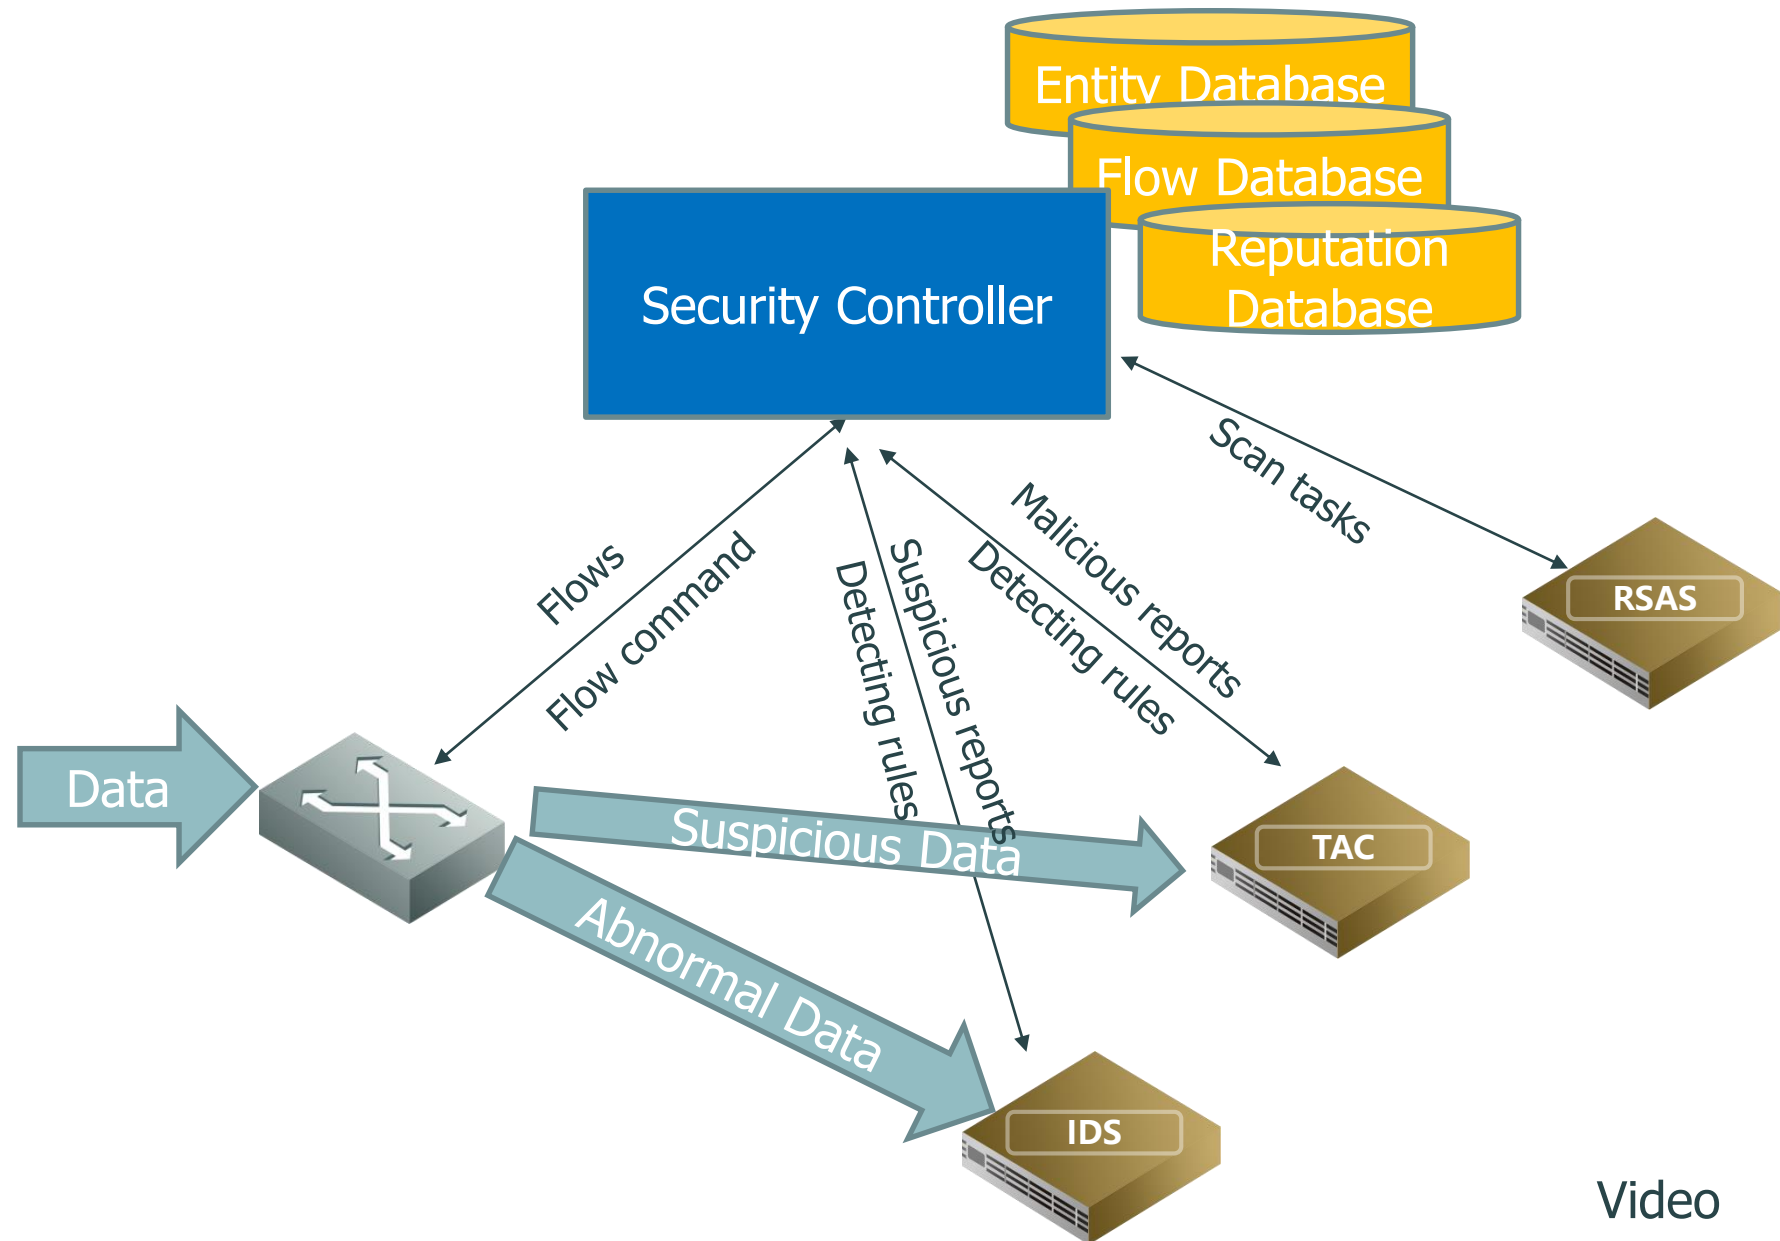 Entity Database
Flow Database
Reputation
Database
Security Controller
Scan tasks
Malicious reports
Detecting rules
Suspicious reports
Detecting rules
Flows
Flow command
RSAS
Data
Suspicious Data
TAC
Abnormal Data
IDS
Video